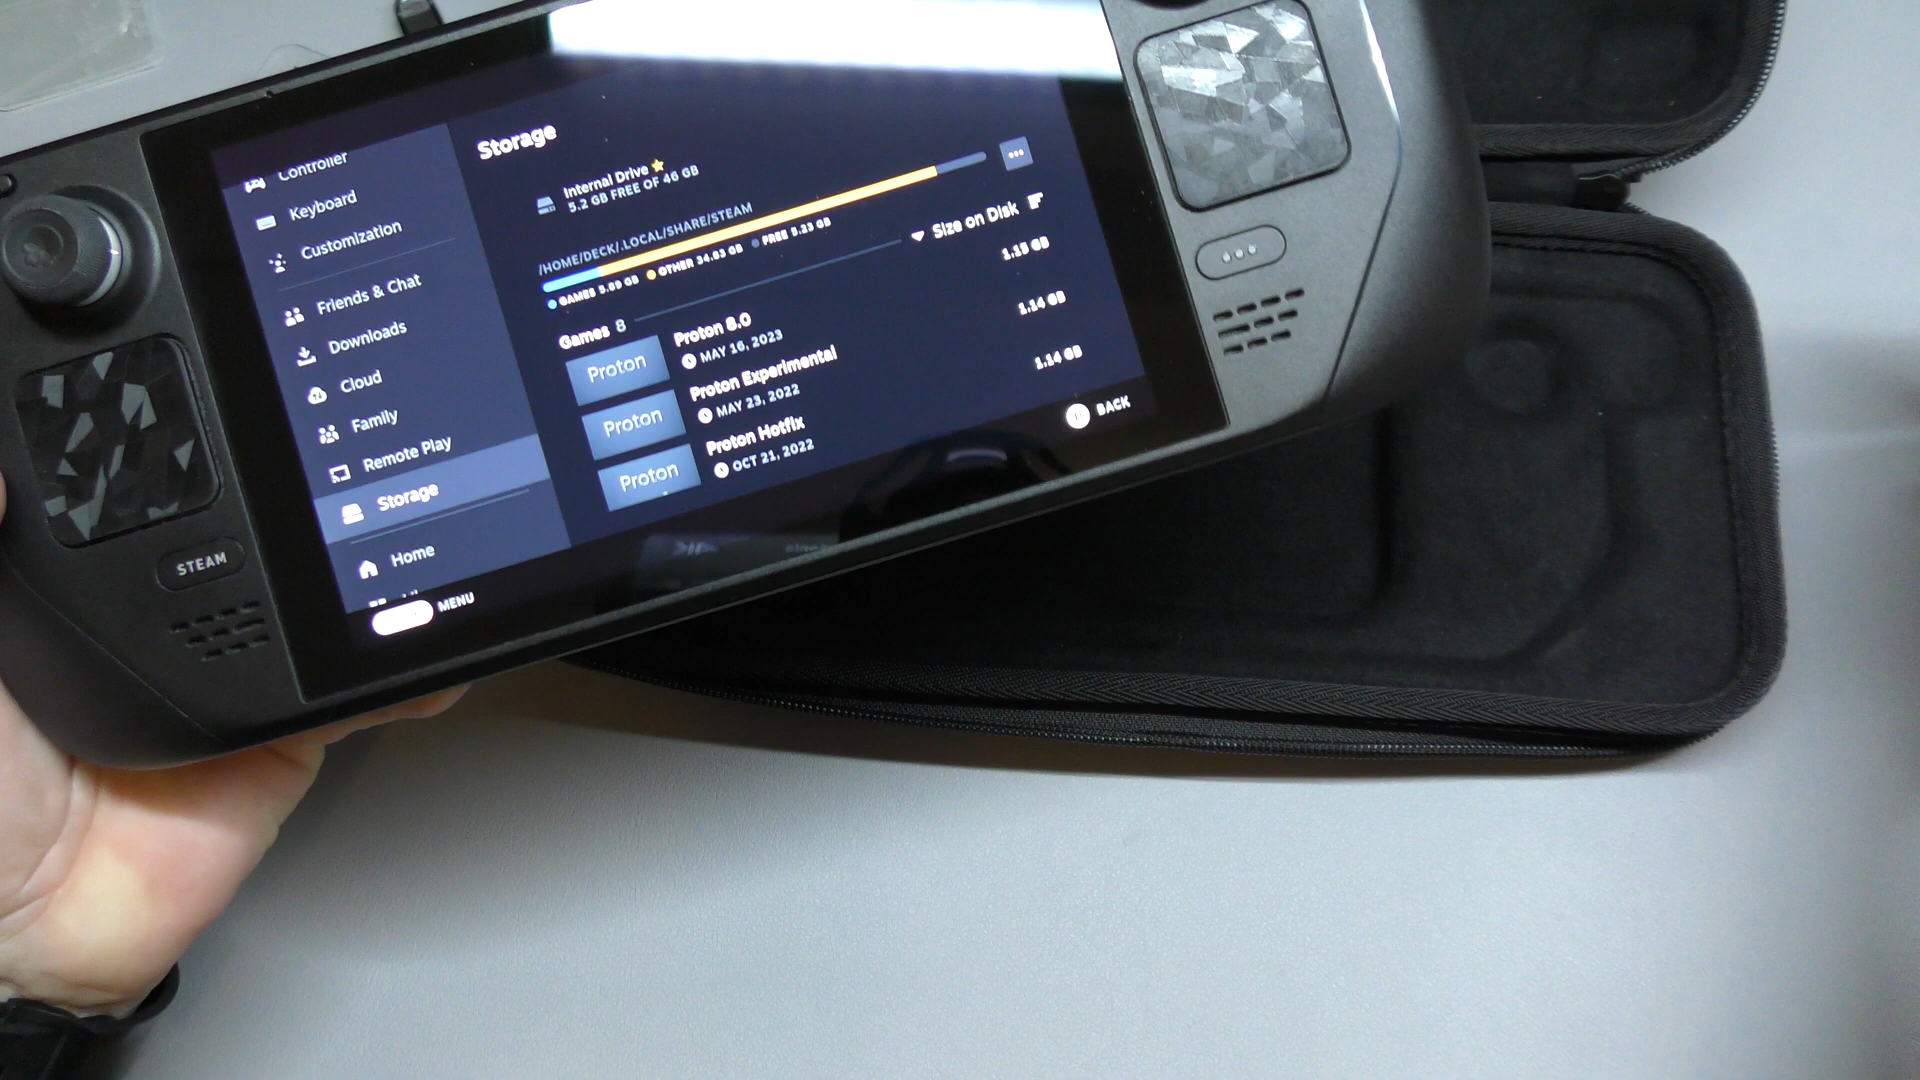 Controller
Keyboard
Customization
Friends & Chat
Downloads
Cloud
Family
Remote Play
Storage
Home
MENU
STEAM
Storage
Internal Drive
5.2 GB FREE OF 46 GB
/HOME/DECK/.LOCAL/SHARE/STEAM
GAMES 5.89 GB OTHER 34.83 GB FREE 5.23 GB
Size on Disk
Games 8
Proton
Proton 8.0
MAY 16, 2023
1.15 GB
Proton
Proton Experimental
MAY 23, 2022
1.14 GB
Proton
Proton Hotfix
OCT 21, 2022
1.14 GB
BACK